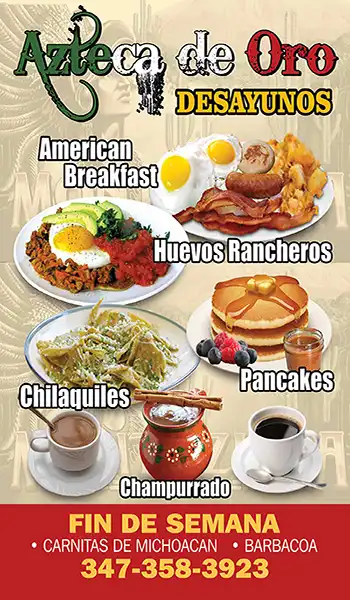 Azteca de Oro
DESAYUNOS
American
Breakfast
Huevos Rancheros
Pancakes
Chilaquiles
Champurrado
FIN DE SEMANA
• CARNITAS DE MICHOACAN • BARBACOA
347-358-3923